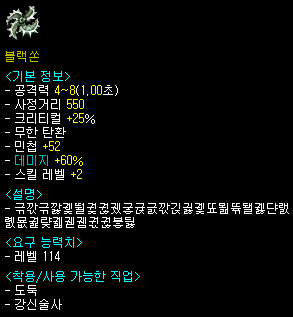 블랙쏜
<기본 정보>
- 공격력 4~8(1.00초)
- 사정거리 550
- 크리티컬 +25%
- 무한 탄환
- 민첩 +52
- 데미지 +60%
- 스킬 레벨 +2
<설명>
<요구 능력치>
- 레벨 114
<착용/사용 가능한 직업>
- 도둑
- 강신술사